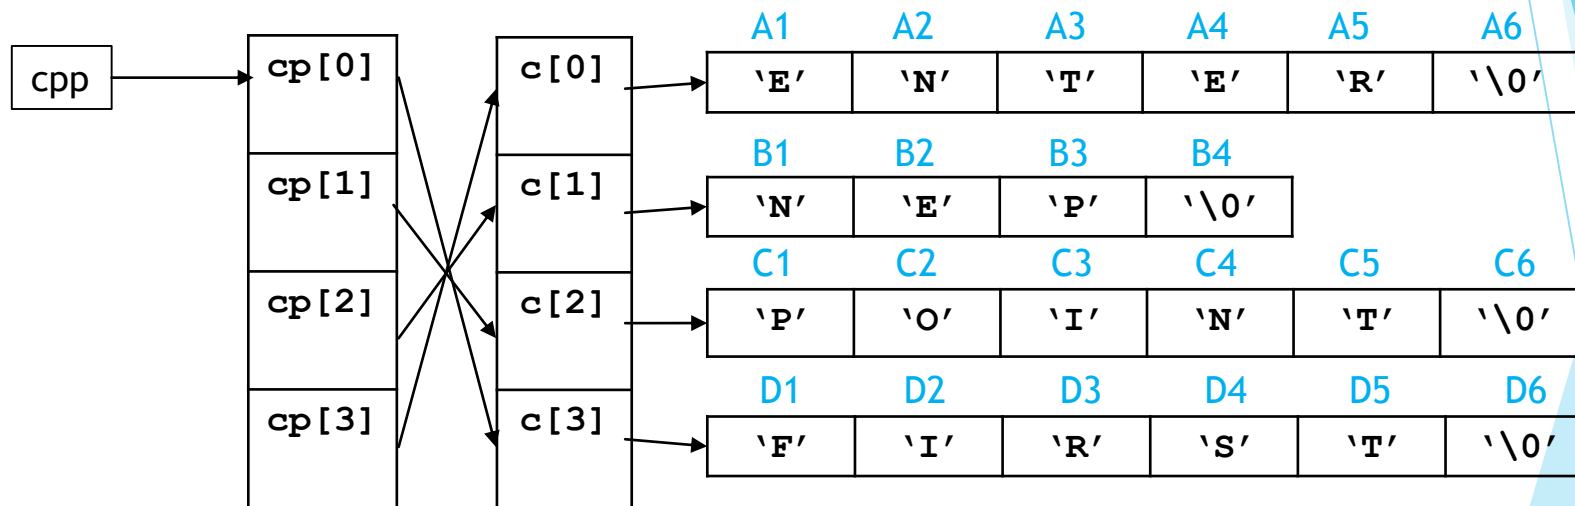 A1 A2 A3 A4 A5 A6
cpp cp[0] c[0] ‘E’ ‘N’ ‘T’ ‘E’ ‘R’ ‘\0’
B1 B2 B3 B4
cp[1] c[1] ‘N’ ‘E’ ‘P’ ‘\0’
C1 C2 C3 C4 C5 C6
cp[2] c[2] ‘P’ ‘O’ ‘I’ ‘N’ ‘T’ ‘\0’
D1 D2 D3 D4 D5 D6
cp[3] c[3] ‘F’ ‘I’ ‘R’ ‘S’ ‘T’ ‘\0’